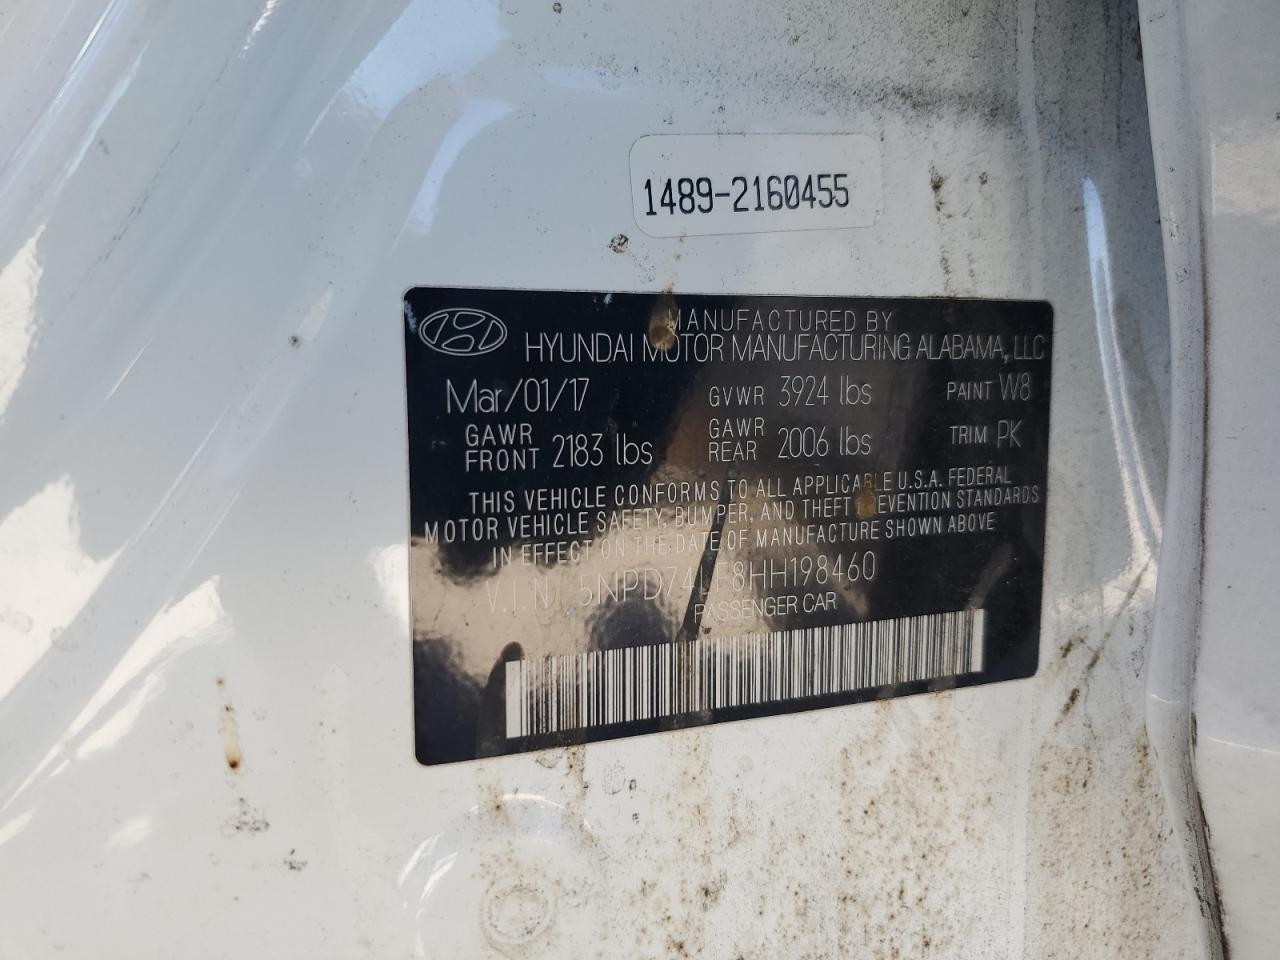 1489-2160455
MANUFACTURED BY
HYUNDAI MOTOR MANUFACTURING ALABAMA, LLC
Mar/01/17 GVWR 3924 lbs PAINT W8
GAWR FRONT 2183 lbs GAWR REAR 2006 lbs TRIM PK
THIS VEHICLE CONFORMS TO ALL APPLICABLE U.S.A. FEDERAL
MOTOR VEHICLE SAFETY, BUMPER, AND THEFT PREVENTION STANDARDS
IN EFFECT ON THE DATE OF MANUFACTURE SHOWN ABOVE
V.I.N. 5NPD74LF8HH198460
PASSENGER CAR